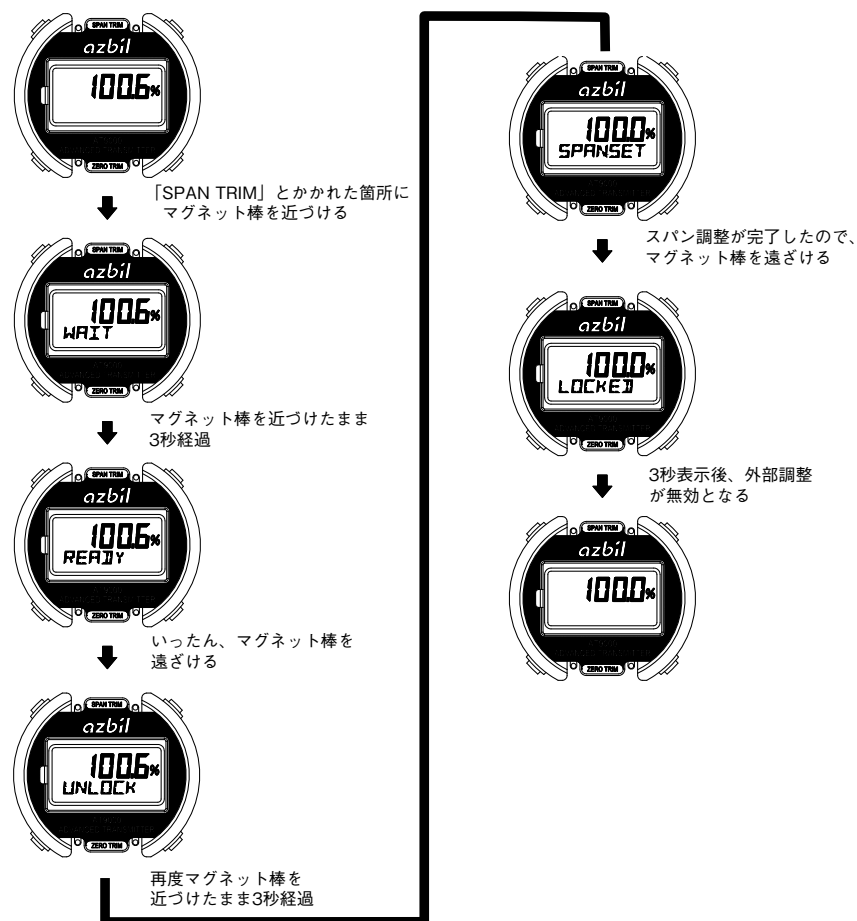 SPAN TRIM
azbil
100.6%
ZERO TRIM
「SPAN TRIM」とかかれた箇所に
マグネット棒を近づける
SPAN TRIM
azbil
100.6%
WAIT
ZERO TRIM
マグネット棒を近づけたまま
3秒経過
SPAN TRIM
azbil
100.6%
READY
ZERO TRIM
いったん、マグネット棒を
遠ざける
SPAN TRIM
azbil
100.6%
UNLOCK
ZERO TRIM
再度マグネット棒を
近づけたまま3秒経過
SPAN TRIM
azbil
100.0%
SPANSET
ZERO TRIM
スパン調整が完了したので、
マグネット棒を遠ざける
SPAN TRIM
azbil
100.0%
LOCKED
ZERO TRIM
3秒表示後、外部調整
が無効となる
SPAN TRIM
azbil
100.0%
ZERO TRIM